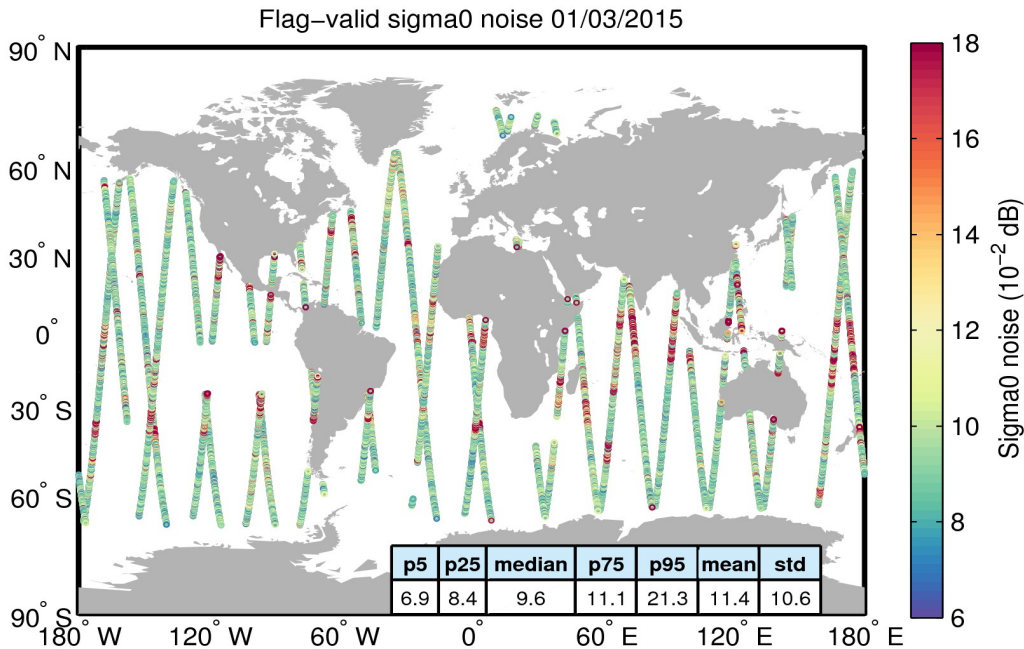 Flag−valid sigma0 noise 01/03/2015
90° N
60° N
30° N
0°
30° S
60° S
90° S
180° W
120° W
60° W
0°
60° E
120° E
180° E
p5 p25 median p75 p95 mean std
6.9 8.4 9.6 11.1 21.3 11.4 10.6
18
16
14
12
10
8
6
Sigma0 noise (10−2 dB)